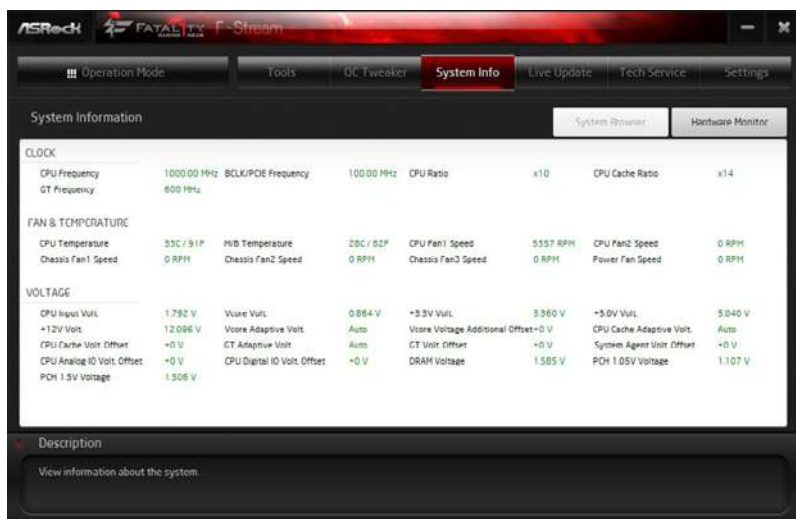 ASRock FATAL1TY GAMING GEAR F-Stream
Operation Mode Tools OC Tweaker System Info Live Update Tech Service Settings
System Information System Browser Hardware Monitor
CLOCK
CPU Frequency 1000.00 MHz BCLK/PCIE Frequency 100.00 MHz CPU Ratio x10 CPU Cache Ratio x14
GT Frequency 600 MHz
FAN & TEMPERATURE
CPU Temperature 33C / 91F M/B Temperature 28C / 82F CPU Fan1 Speed 5357 RPM CPU Fan2 Speed 0 RPM
Chassis Fan1 Speed 0 RPM Chassis Fan2 Speed 0 RPM Chassis Fan3 Speed 0 RPM Power Fan Speed 0 RPM
VOLTAGE
CPU Input Volt. 1.792 V Vcore Volt. 0.864 V +3.3V Volt. 3.360 V +5.0V Volt. 5.040 V
+12V Volt. 12.096 V Vcore Adaptive Volt. Auto Vcore Voltage Additional Offset +0 V CPU Cache Adaptive Volt. Auto
CPU Cache Volt. Offset +0 V GT Adaptive Volt. Auto GT Volt. Offset +0 V System Agent Volt. Offset +0 V
CPU Analog IO Volt. Offset +0 V CPU Digital IO Volt. Offset +0 V DRAM Voltage 1.585 V PCH 1.05V Voltage 1.107 V
PCH 1.5V Voltage 1.506 V
Description
View information about the system.